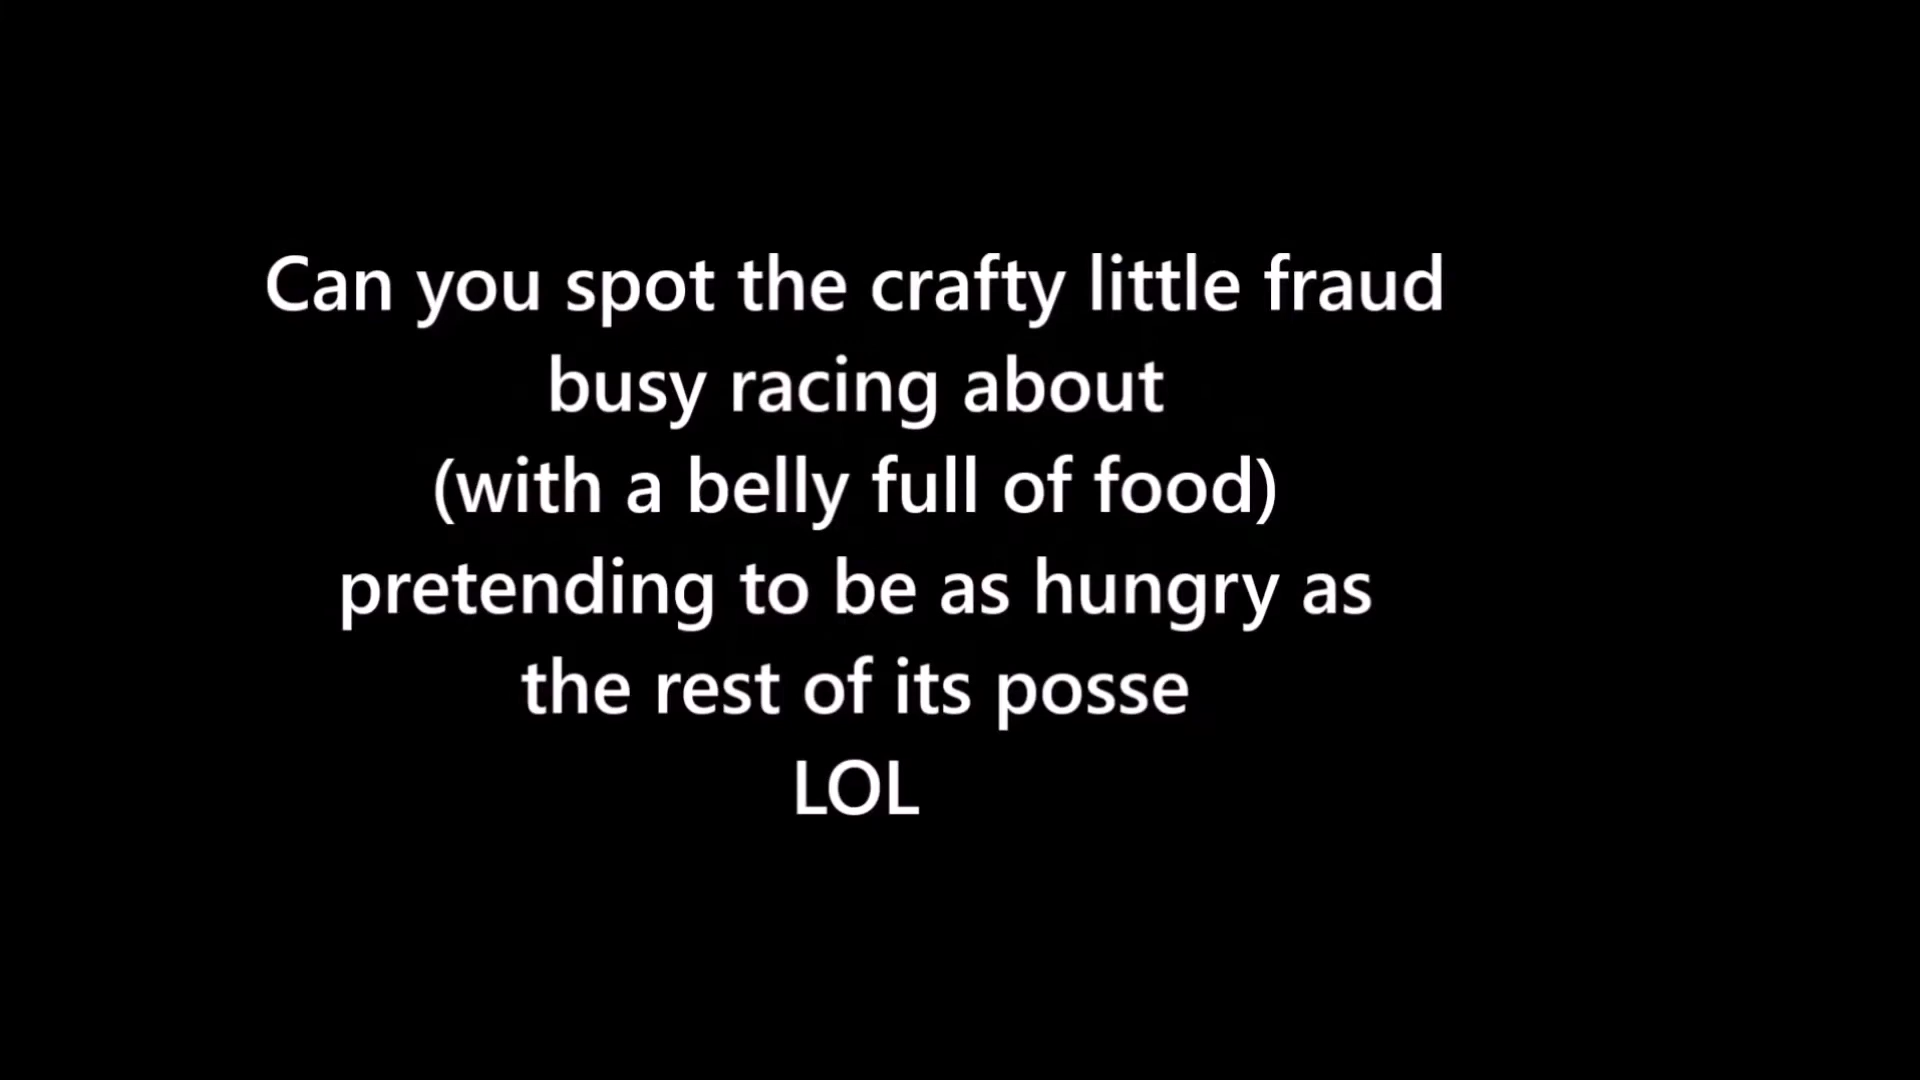 Can you spot the crafty little fraud
busy racing about
(with a belly full of food)
pretending to be as hungry as
the rest of its posse
LOL